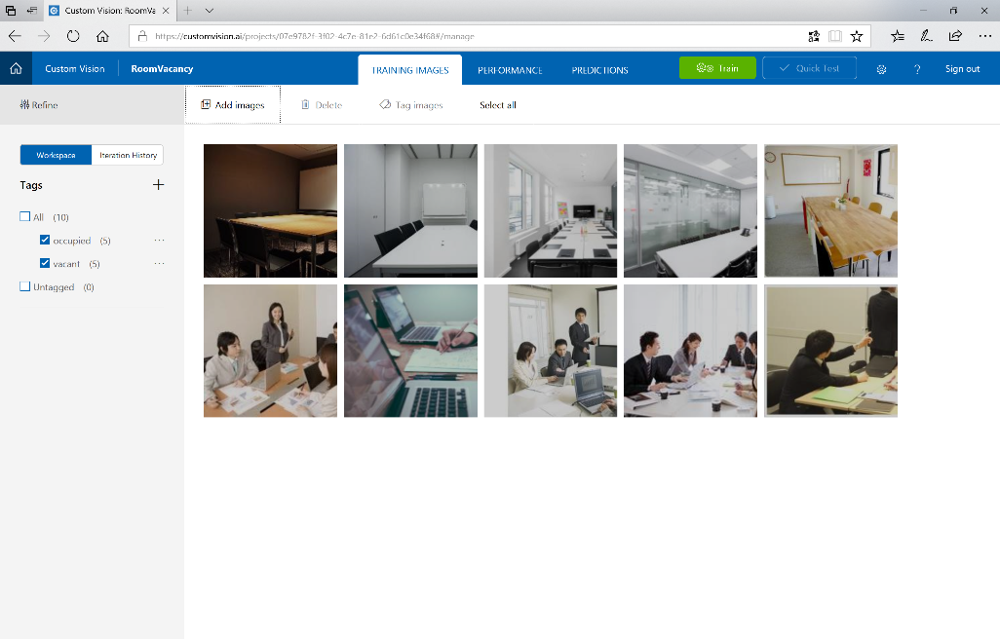 Custom Vision: RoomVa
https://customvision.ai/projects/07e9782f-3f02-4c7e-81e2-6d61c0e34f68#/manage
Custom Vision
RoomVacancy
TRAINING IMAGES
PERFORMANCE
PREDICTIONS
Train
Quick Test
?
Sign out
Refine
Add images
Delete
Tag images
Select all
Workspace
Iteration History
Tags
All (10)
occupied (5)
vacant (5)
Untagged (0)